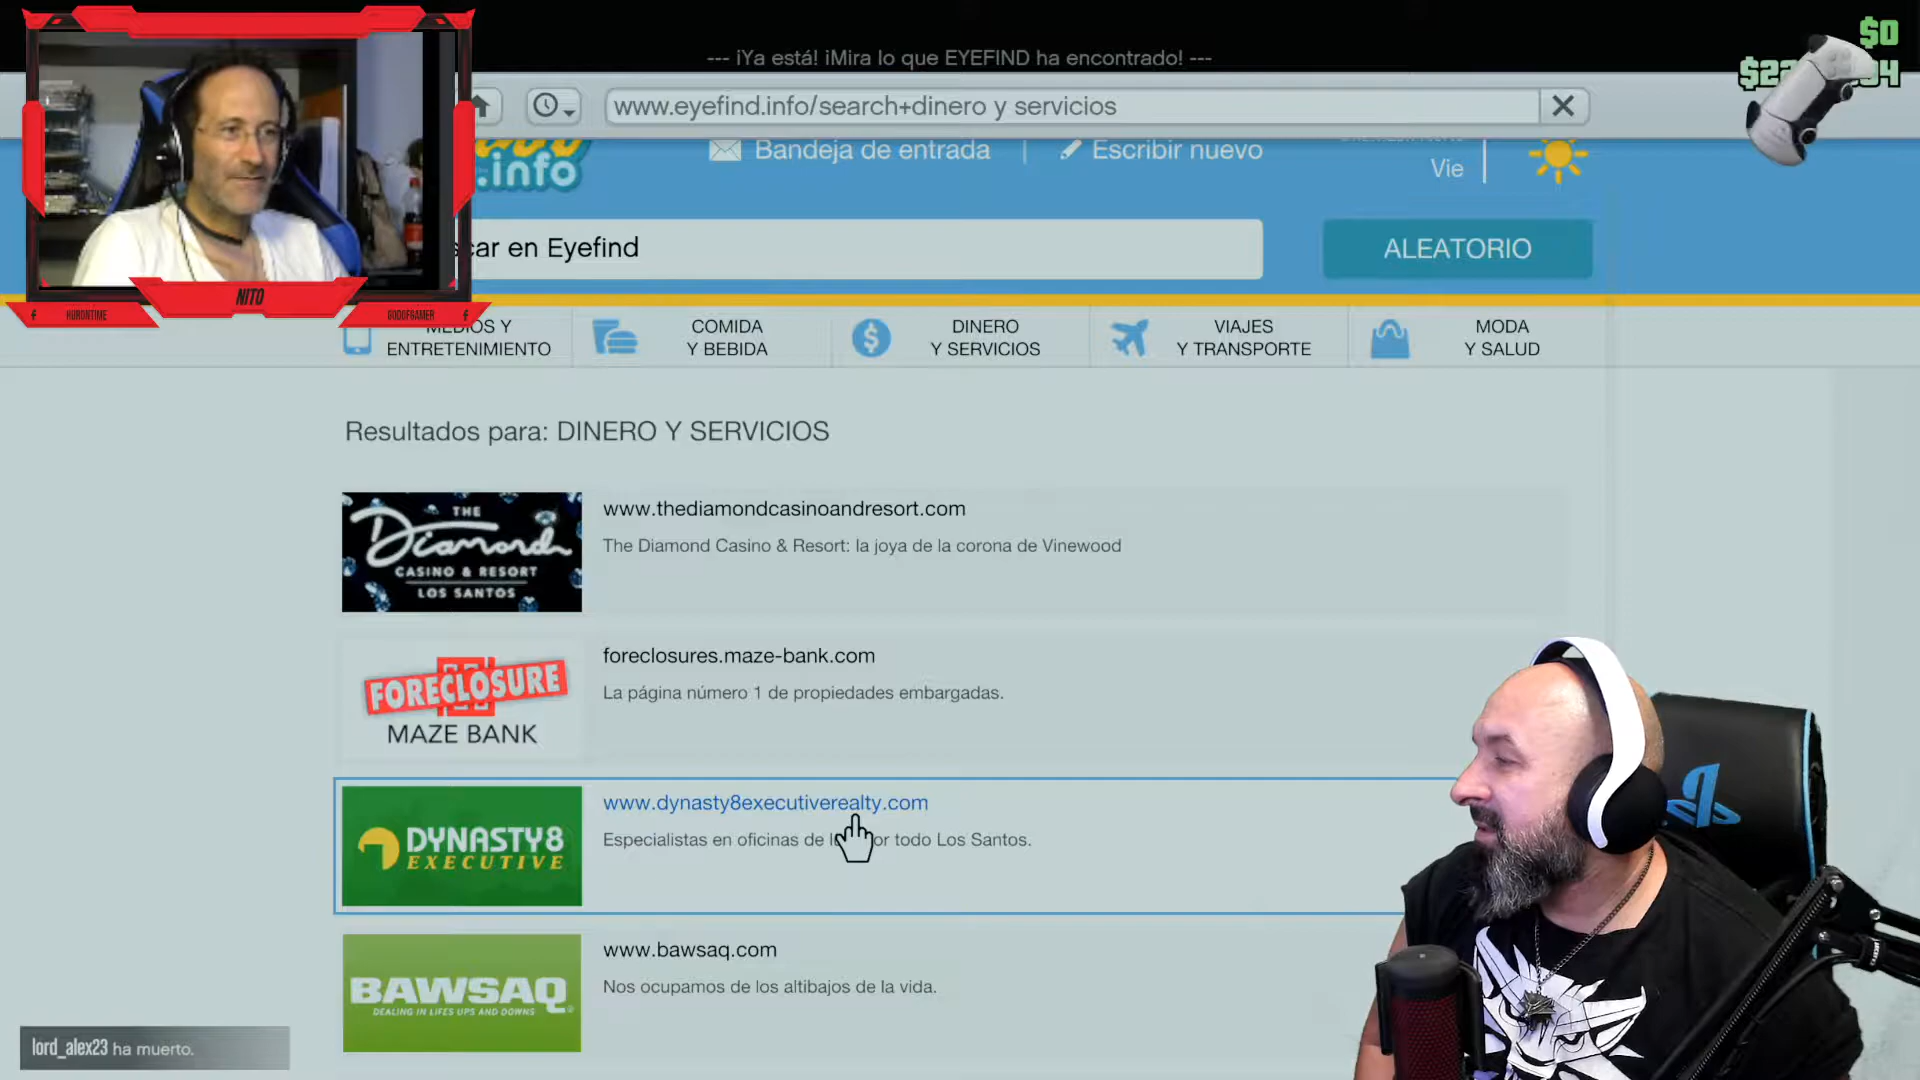 --- ¡Ya está! ¡Mira lo que EYEFIND ha encontrado! ---
$0
www.eyefind.info/search+dinero y servicios
.info
Bandeja de entrada
Escribir nuevo
Vie
car en Eyefind
ALEATORIO
NITO
HURONTIME
GODOFGAMER
MEDIOS Y
ENTRETENIMIENTO
COMIDA
Y BEBIDA
DINERO
Y SERVICIOS
VIAJES
Y TRANSPORTE
MODA
Y SALUD
Resultados para: DINERO Y SERVICIOS
THE
Diamond
CASINO & RESORT
LOS SANTOS
www.thediamondcasinoandresort.com
The Diamond Casino & Resort: la joya de la corona de Vinewood
FORECLOSURE
MAZE BANK
foreclosures.maze-bank.com
La página número 1 de propiedades embargadas.
DYNASTY8
EXECUTIVE
www.dynasty8executiverealty.com
Especialistas en oficinas de todo Los Santos.
BAWSAQ
DEALING IN LIFES UPS AND DOWNS
www.bawsaq.com
Nos ocupamos de los altibajos de la vida.
lord_alex23 ha muerto.